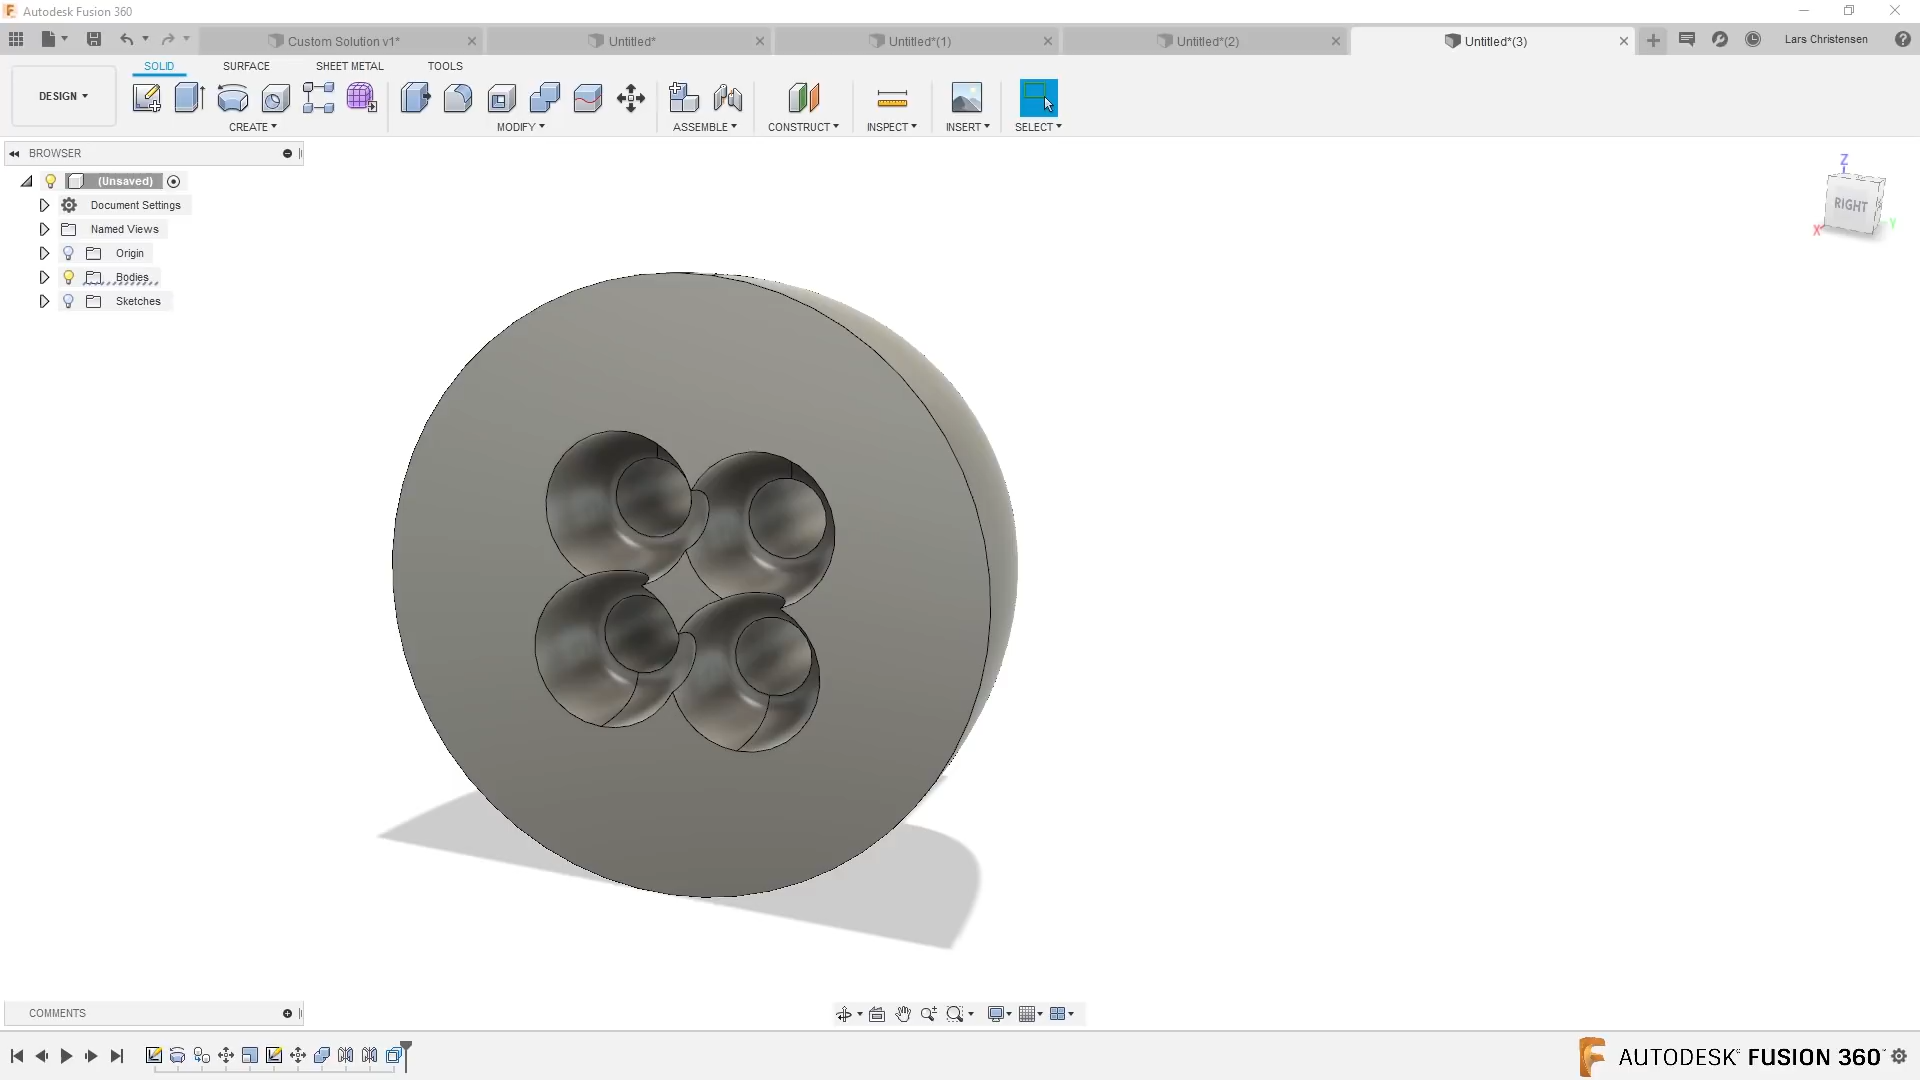 Autodesk Fusion 360
Custom Solution v1*
Untitled*
Untitled*(1)
Untitled*(2)
Untitled*(3)
Lars Christensen
DESIGN
SOLID
SURFACE
SHEET METAL
TOOLS
CREATE
MODIFY
ASSEMBLE
CONSTRUCT
INSPECT
INSERT
SELECT
BROWSER
(Unsaved)
Document Settings
Named Views
Origin
Bodies
Sketches
Z
RIGHT
X
Y
COMMENTS
AUTODESK® FUSION 360™